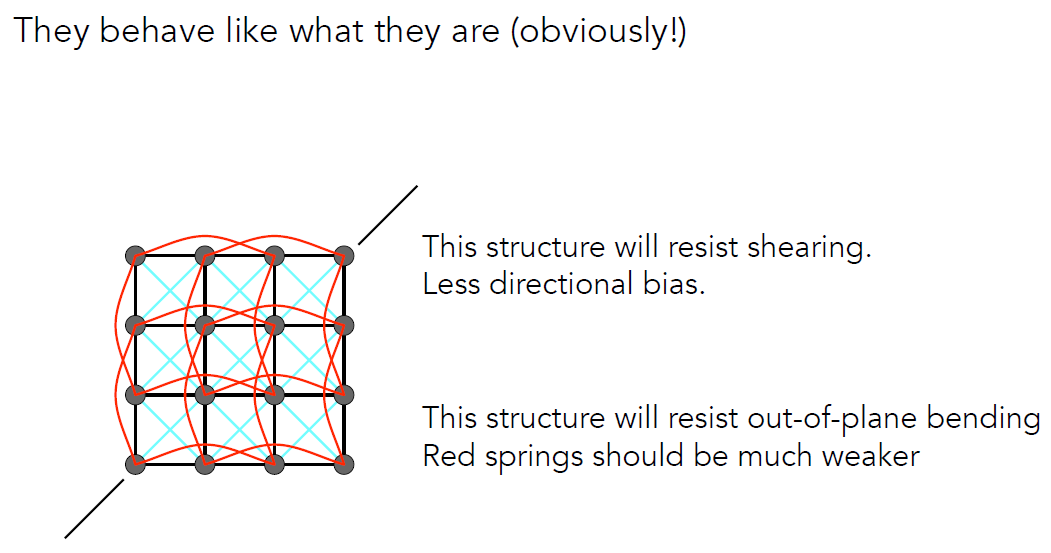 They behave like what they are (obviously!)
This structure will resist shearing.
Less directional bias.
This structure will resist out-of-plane bending
Red springs should be much weaker